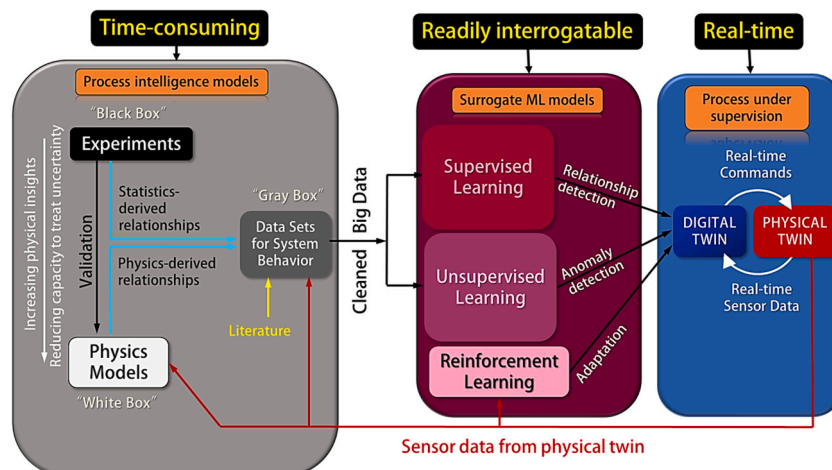 Time-consuming
Readily interrogatable
Real-time
Process intelligence models
"Black Box"
Experiments
Increasing physical insights
Reducing capacity to treat uncertainty
Validation
Statistics-
derived
relationships
Physics-derived
relationships
"Gray Box"
Data Sets
for System
Behavior
Literature
Physics
Models
"White Box"
Cleaned Big Data
Surrogate ML models
Supervised
Learning
Unsupervised
Learning
Reinforcement
Learning
Relationship
detection
Anomaly
detection
Adaptation
Process under
supervision
Real-time
Commands
DIGITAL
TWIN
PHYSICAL
TWIN
Real-time
Sensor Data
Sensor data from physical twin